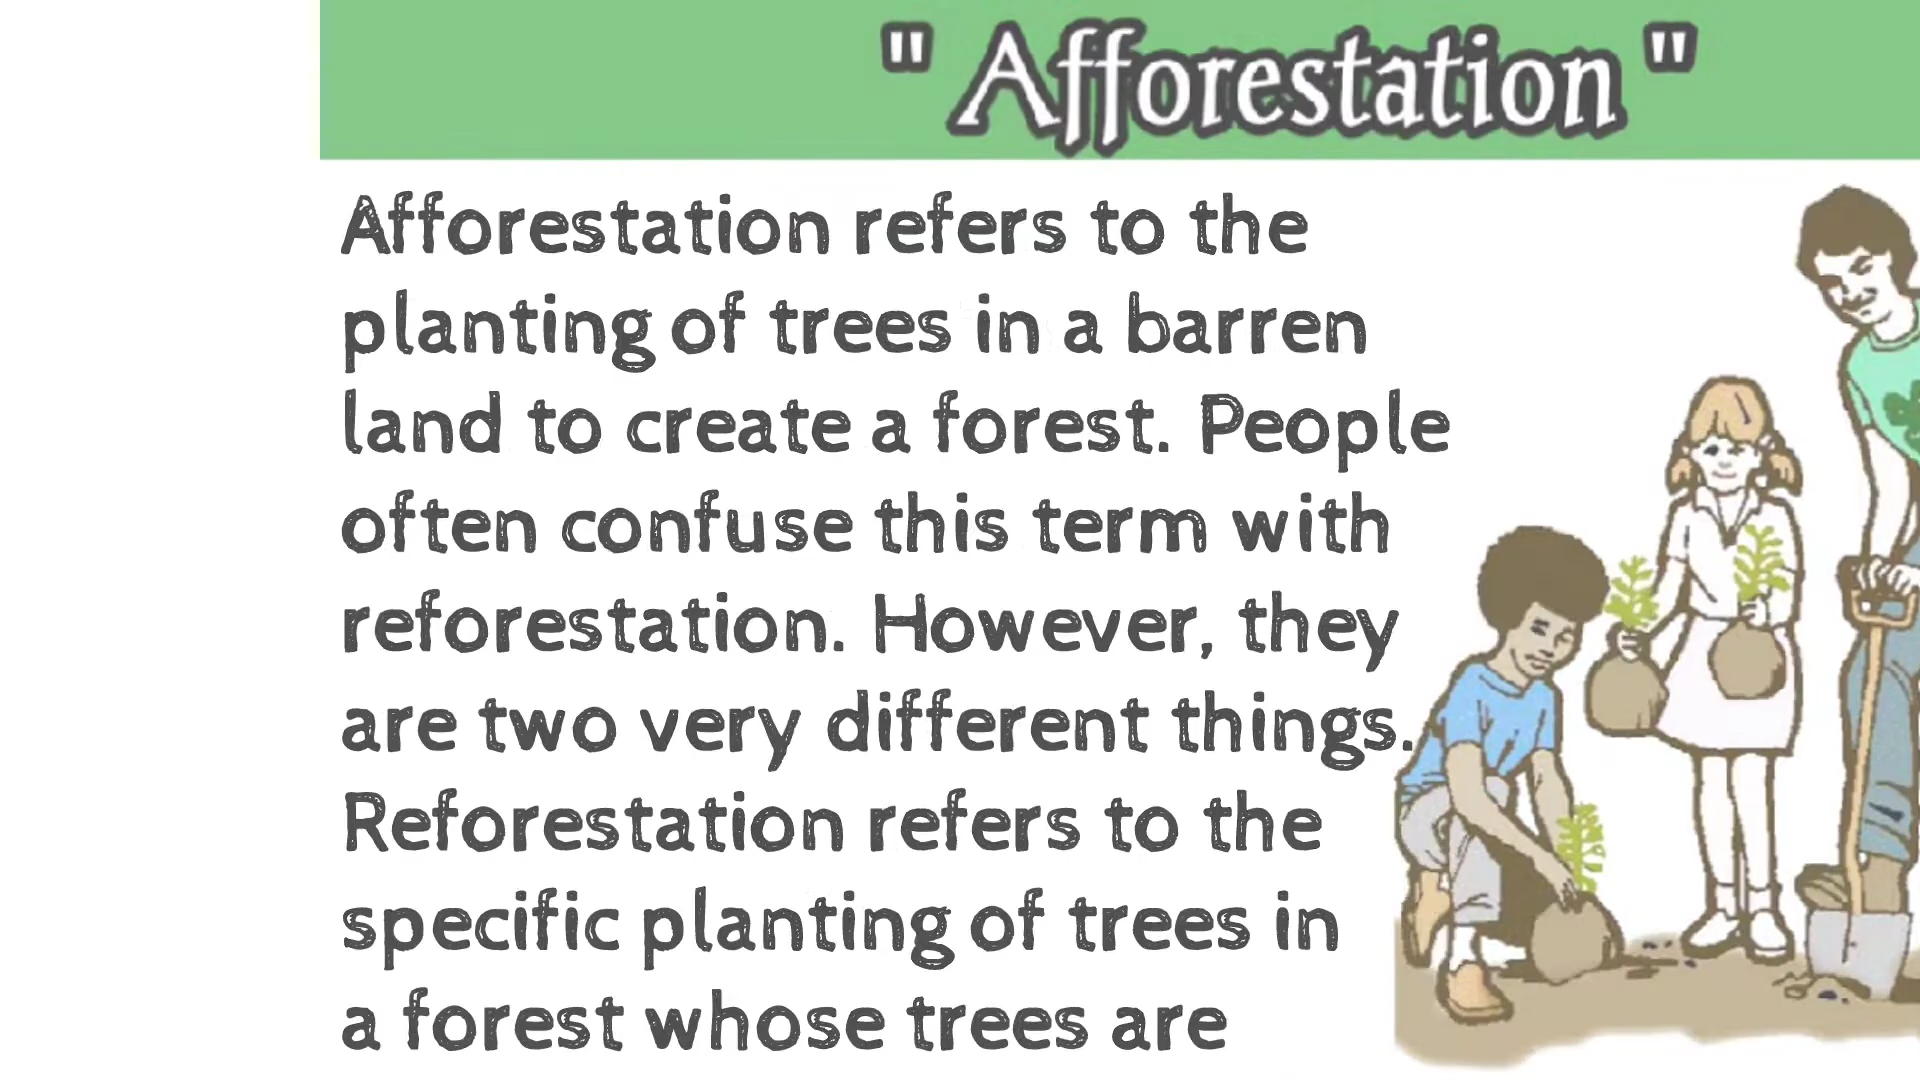 " Afforestation "
Afforestation refers to the
planting of trees in a barren
land to create a forest. People
often confuse this term with
reforestation. However, they
are two very different things.
Reforestation refers to the
specific planting of trees in
a forest whose trees are